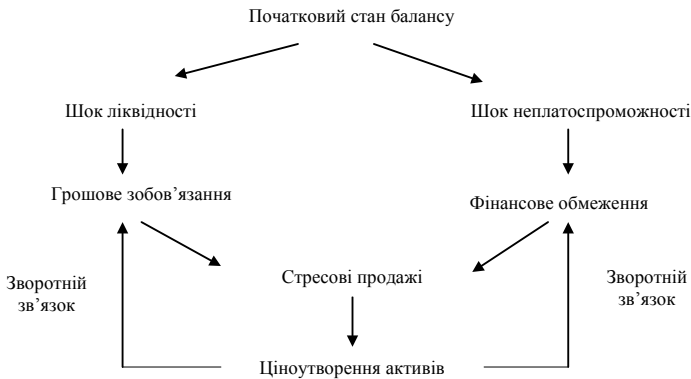 Початковий стан балансу
Шок ліквідності
Шок неплатоспроможності
Грошове зобов’язання
Фінансове обмеження
Зворотній
зв’язок
Стресові продажі
Зворотній
зв’язок
Ціноутворення активів